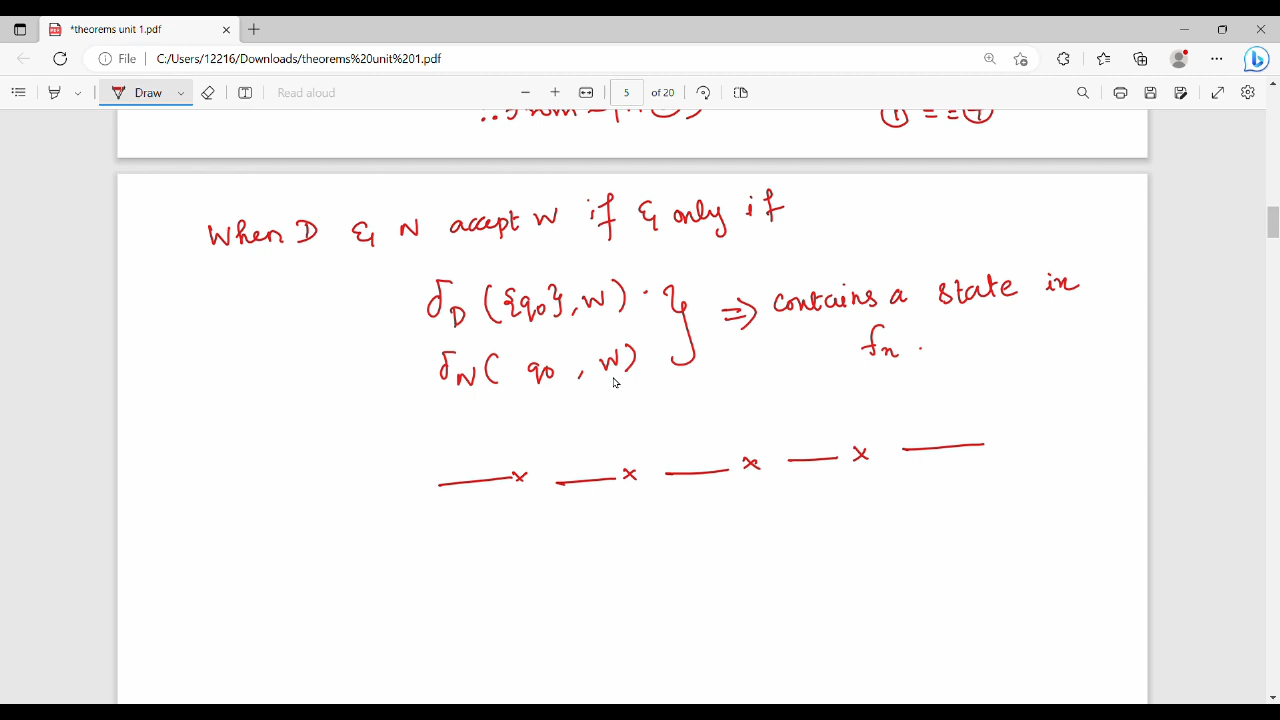 *theorems unit 1.pdf
File C:/Users/12216/Downloads/theorems%20unit%201.pdf
Draw Read aloud 5 of 20
When D & N accept W if & only if
δD ({q0}, W) } ⇒ contains a state in
δN ( q0 , W) fn .
x x x x